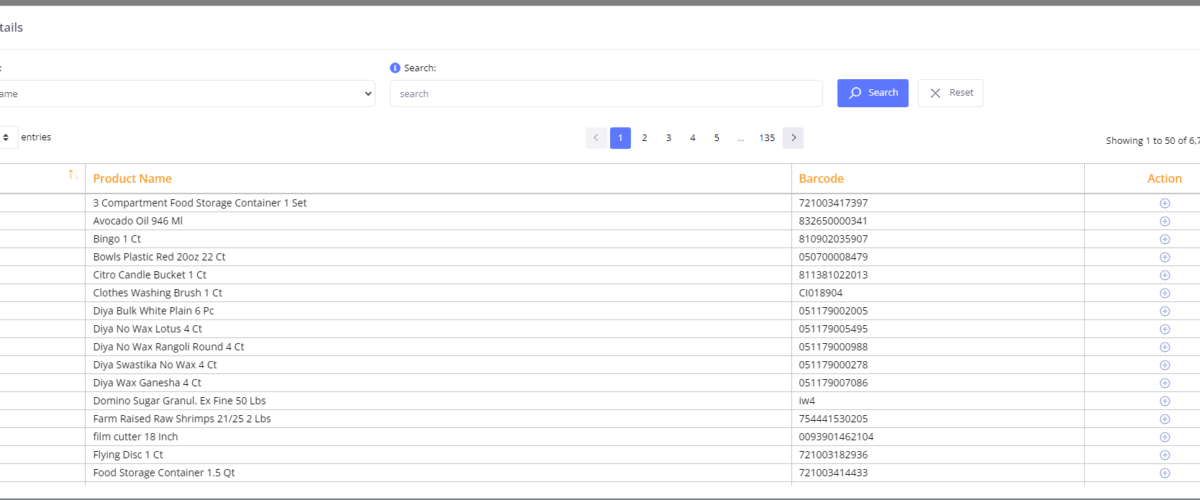 tails
:
Search:
ame
search
Search
Reset
entries
1 2 3 4 5 ... 135
Showing 1 to 50 of 6,7
Product Name Barcode Action
3 Compartment Food Storage Container 1 Set 721003417397
Avocado Oil 946 Ml 832650000341
Bingo 1 Ct 810902035907
Bowls Plastic Red 20oz 22 Ct 050700008479
Citro Candle Bucket 1 Ct 811381022013
Clothes Washing Brush 1 Ct CI018904
Diya Bulk White Plain 6 Pc 051179002005
Diya No Wax Lotus 4 Ct 051179005495
Diya No Wax Rangoli Round 4 Ct 051179000988
Diya Swastika No Wax 4 Ct 051179000278
Diya Wax Ganesha 4 Ct 051179007086
Domino Sugar Granul. Ex Fine 50 Lbs iw4
Farm Raised Raw Shrimps 21/25 2 Lbs 754441530205
film cutter 18 Inch 0093901462104
Flying Disc 1 Ct 721003182936
Food Storage Container 1.5 Qt 721003414433